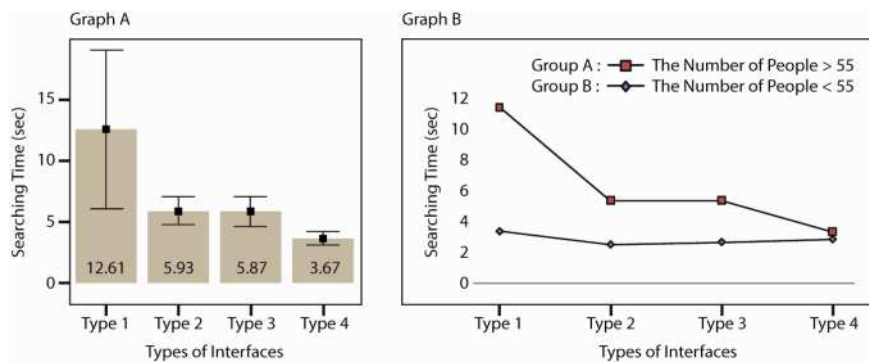 Graph A
Searching Time (sec)
15
10
5
0
12.61
5.93
5.87
3.67
Type 1
Type 2
Type 3
Type 4
Types of Interfaces
Graph B
Group A : The Number of People > 55
Group B : The Number of People < 55
Searching Time (sec)
12
10
8
6
4
2
0
Type 1
Type 2
Type 3
Type 4
Types of Interfaces